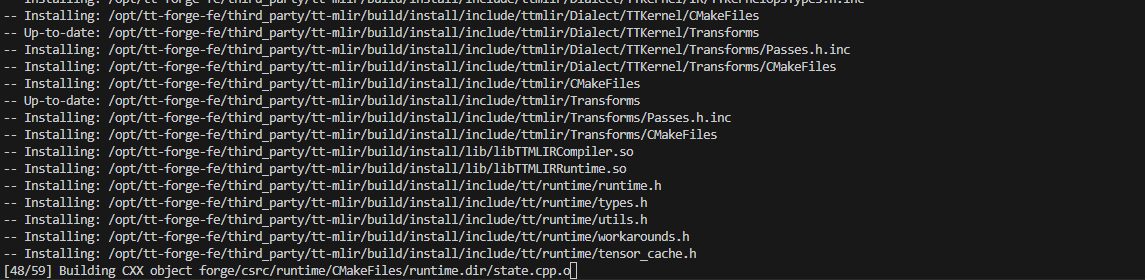 -- Installing: /opt/tt-forge-fe/third_party/tt-mlir/build/install/include/ttmlir/Dialect/TTKernel/IR/TTKernelOpsTypes.h.inc
-- Installing: /opt/tt-forge-fe/third_party/tt-mlir/build/install/include/ttmlir/Dialect/TTKernel/CMakeFiles
-- Up-to-date: /opt/tt-forge-fe/third_party/tt-mlir/build/install/include/ttmlir/Dialect/TTKernel/Transforms
-- Installing: /opt/tt-forge-fe/third_party/tt-mlir/build/install/include/ttmlir/Dialect/TTKernel/Transforms/Passes.h.inc
-- Installing: /opt/tt-forge-fe/third_party/tt-mlir/build/install/include/ttmlir/Dialect/TTKernel/Transforms/CMakeFiles
-- Installing: /opt/tt-forge-fe/third_party/tt-mlir/build/install/include/ttmlir/CMakeFiles
-- Up-to-date: /opt/tt-forge-fe/third_party/tt-mlir/build/install/include/ttmlir/Transforms
-- Installing: /opt/tt-forge-fe/third_party/tt-mlir/build/install/include/ttmlir/Transforms/Passes.h.inc
-- Installing: /opt/tt-forge-fe/third_party/tt-mlir/build/install/include/ttmlir/Transforms/CMakeFiles
-- Installing: /opt/tt-forge-fe/third_party/tt-mlir/build/install/lib/libTTMLIRCompiler.so
-- Installing: /opt/tt-forge-fe/third_party/tt-mlir/build/install/lib/libTTMLIRRuntime.so
-- Installing: /opt/tt-forge-fe/third_party/tt-mlir/build/install/include/tt/runtime/runtime.h
-- Installing: /opt/tt-forge-fe/third_party/tt-mlir/build/install/include/tt/runtime/types.h
-- Installing: /opt/tt-forge-fe/third_party/tt-mlir/build/install/include/tt/runtime/utils.h
-- Installing: /opt/tt-forge-fe/third_party/tt-mlir/build/install/include/tt/runtime/workarounds.h
-- Installing: /opt/tt-forge-fe/third_party/tt-mlir/build/install/include/tt/runtime/tensor_cache.h
[48/59] Building CXX object forge/csrc/runtime/CMakeFiles/runtime.dir/state.cpp.o